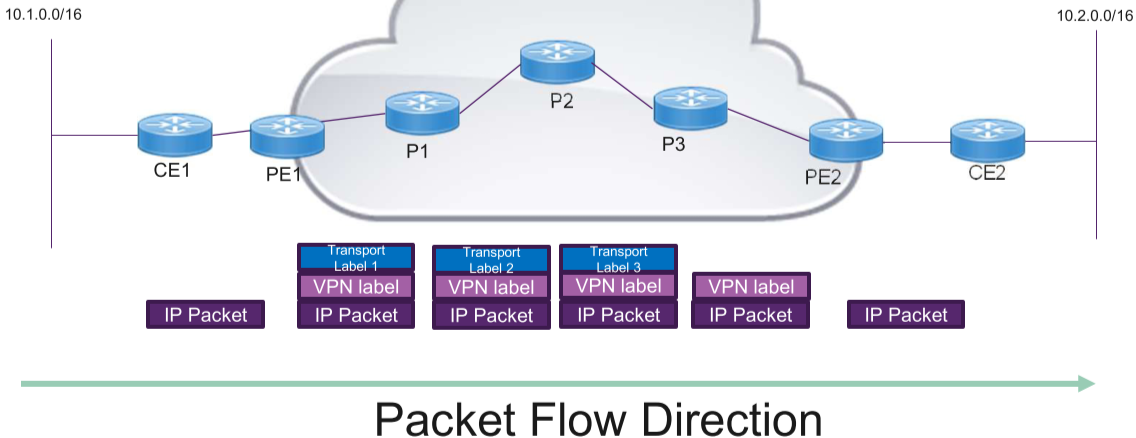 10.1.0.0/16
10.2.0.0/16
P2
P1
P3
CE1
PE1
PE2
CE2
Transport
Label 1
Transport
Label 2
Transport
Label 3
VPN label
VPN label
VPN label
VPN label
IP Packet
IP Packet
IP Packet
IP Packet
IP Packet
IP Packet
Packet Flow Direction